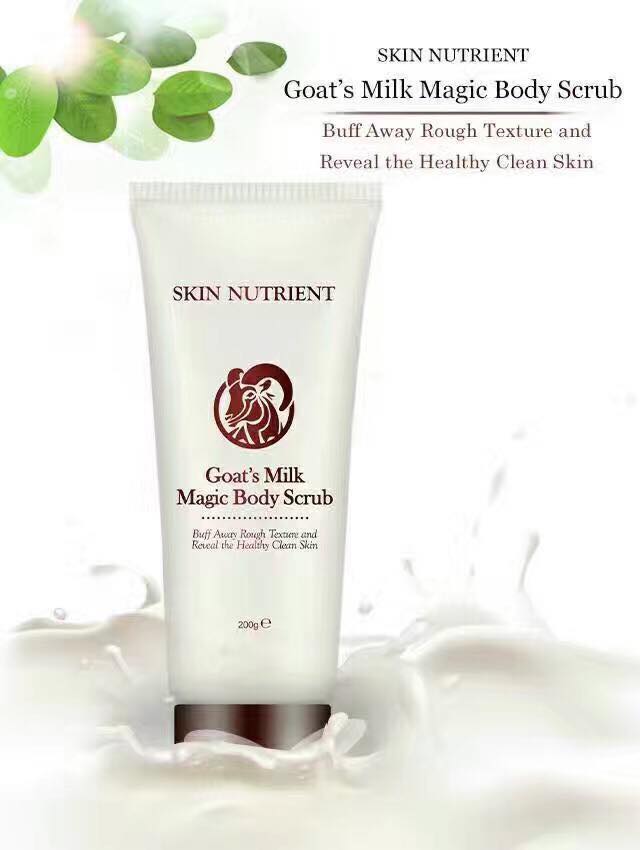 SKIN NUTRIENT
Goat's Milk Magic Body Scrub
Buff Away Rough Texture and
Reveal the Healthy Clean Skin
SKIN NUTRIENT
Goat's Milk
Magic Body Scrub
Buff Away Rough Texture and
Reveal the Healthy Clean Skin
200g ℮